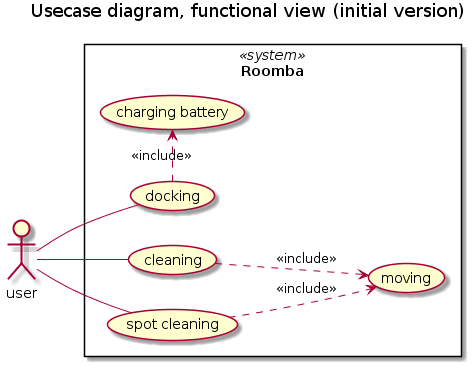 Usecase diagram, functional view (initial version)
«system»
Roomba
charging battery
«include»
docking
cleaning
«include»
moving
«include»
spot cleaning
user